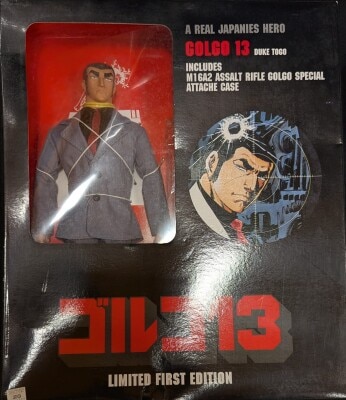 A REAL JAPANIES HERO
GOLGO 13 DUKE TOGO
INCLUDES
M16A2 ASSALT RIFLE GOLGO SPECIAL
ATTACHE CASE
ゴルゴ13
LIMITED FIRST EDITION